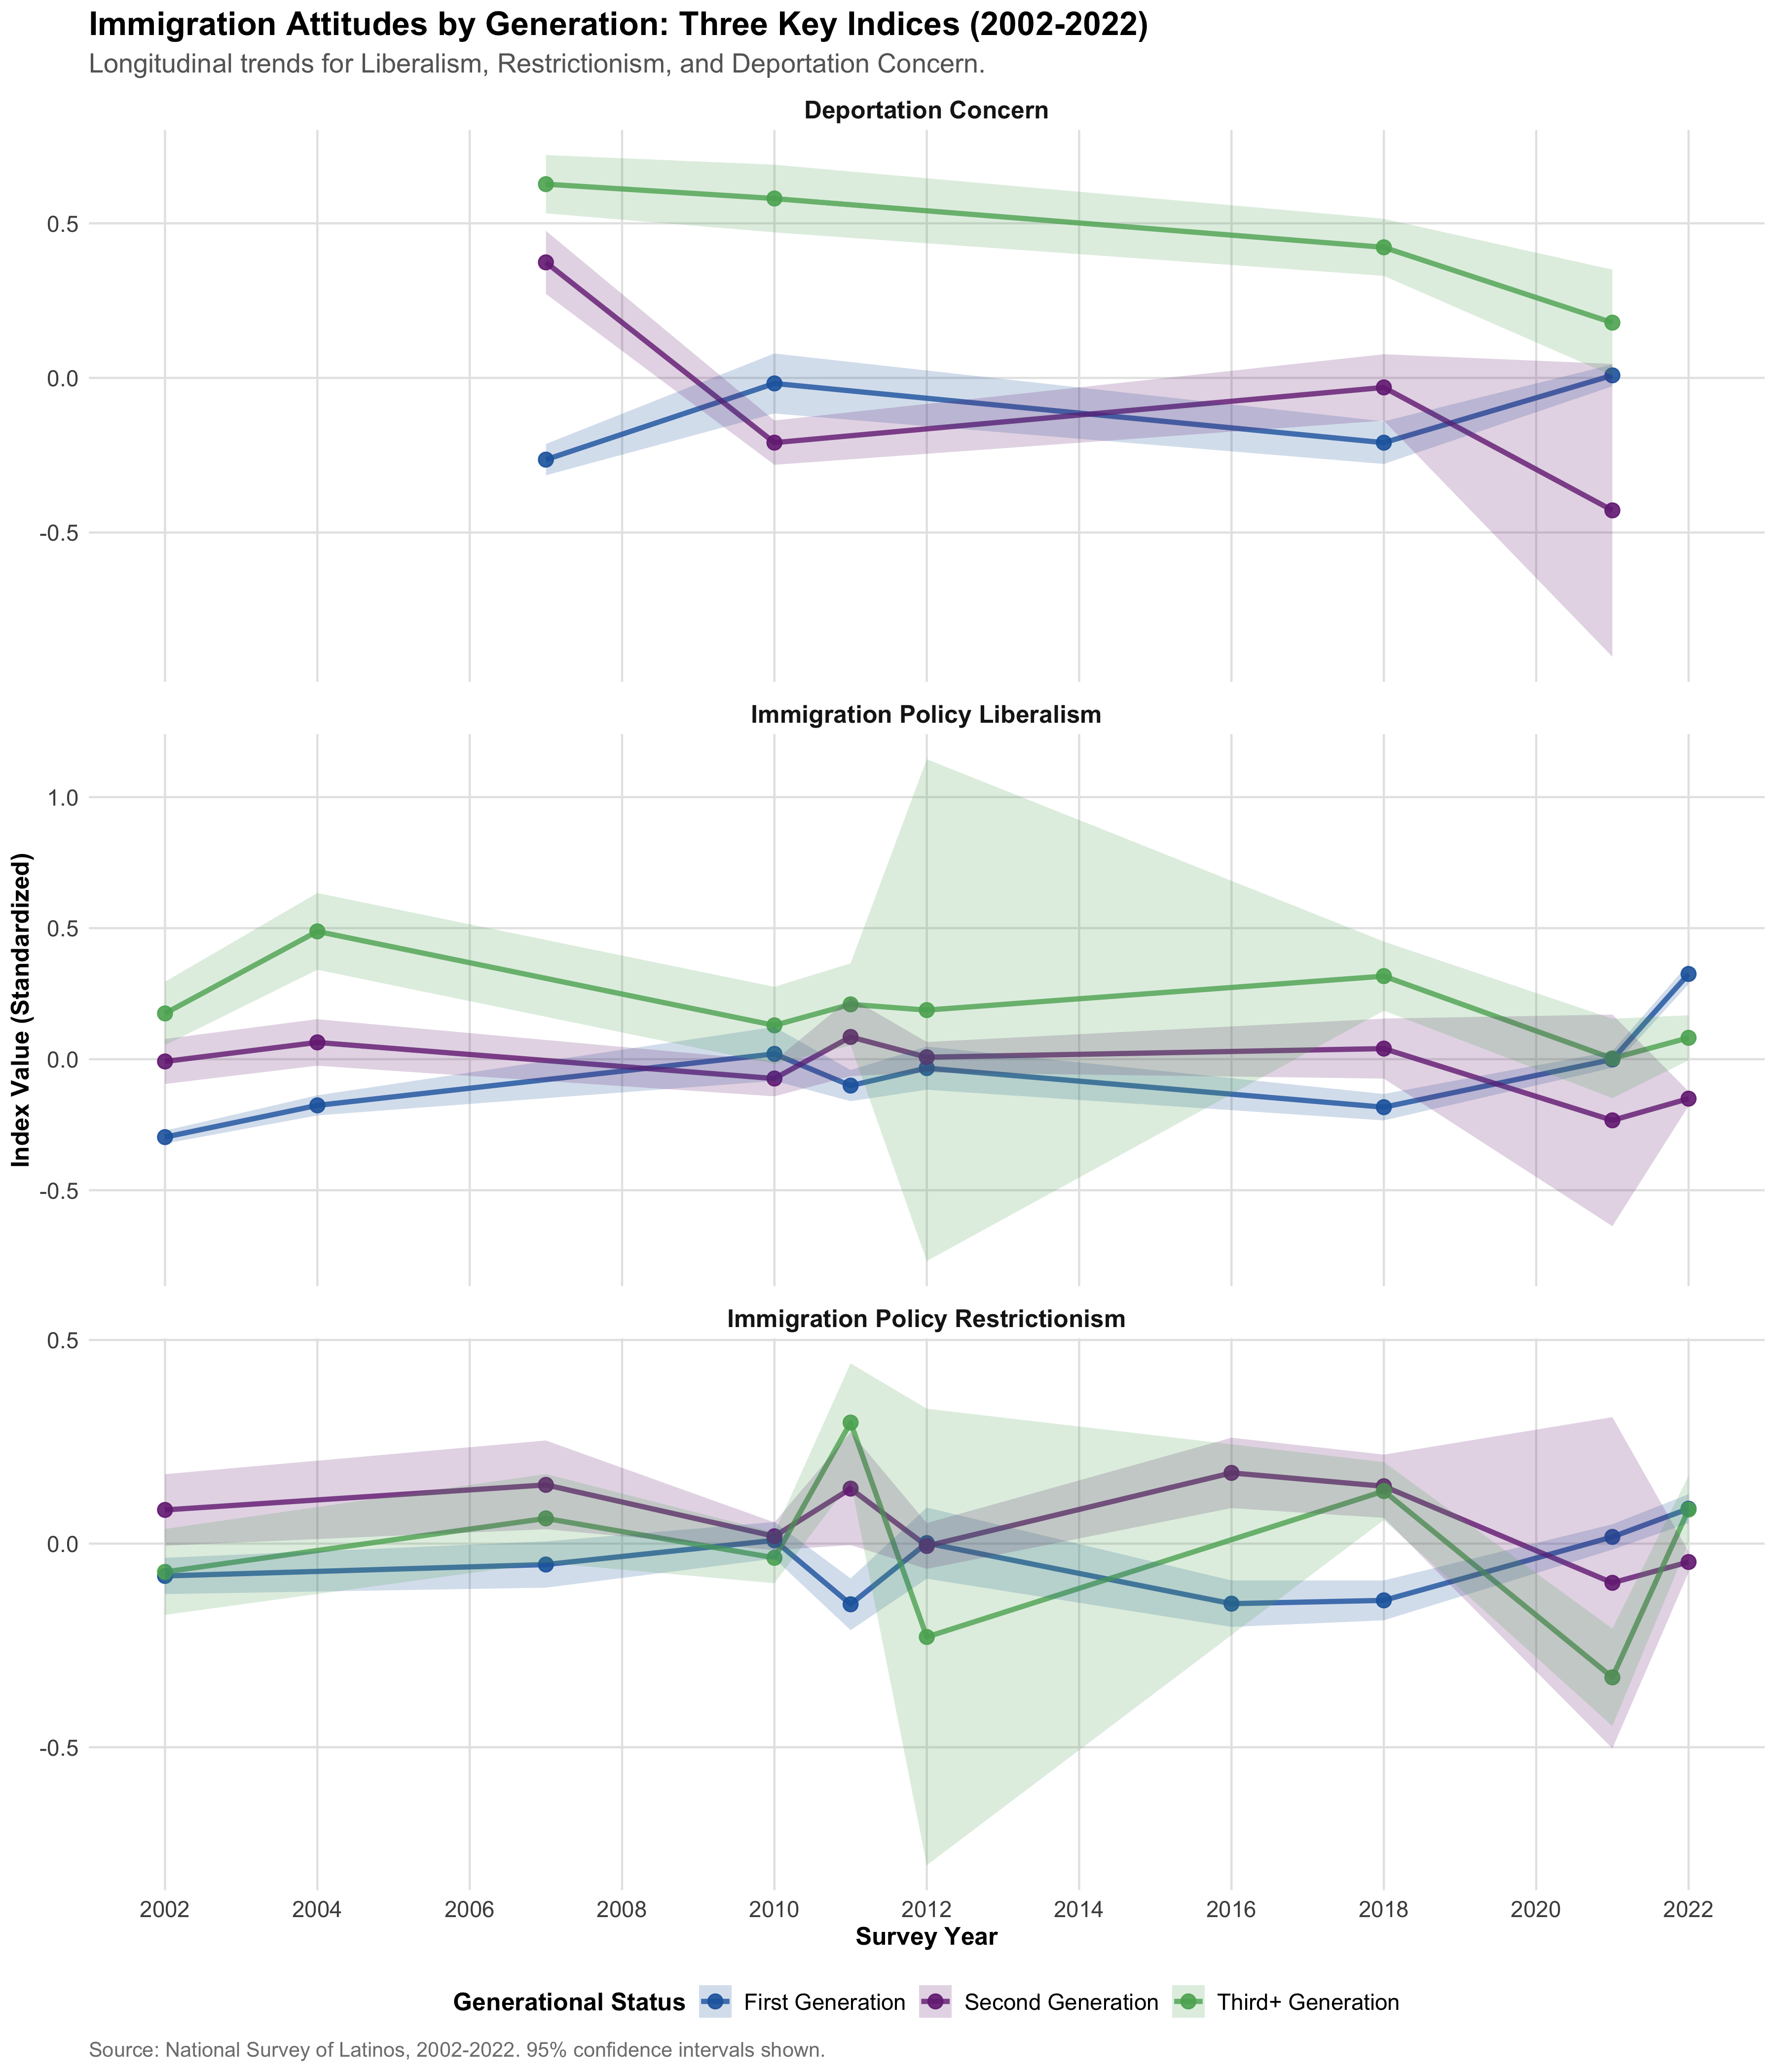 Immigration Attitudes by Generation: Three Key Indices (2002-2022)
Longitudinal trends for Liberalism, Restrictionism, and Deportation Concern.
Deportation Concern
0.5
0.0
-0.5
Immigration Policy Liberalism
1.0
0.5
0.0
-0.5
Index Value (Standardized)
Immigration Policy Restrictionism
0.5
0.0
-0.5
2002 2004 2006 2008 2010 2012 2014 2016 2018 2020 2022
Survey Year
Generational Status First Generation Second Generation Third+ Generation
Source: National Survey of Latinos, 2002-2022. 95% confidence intervals shown.